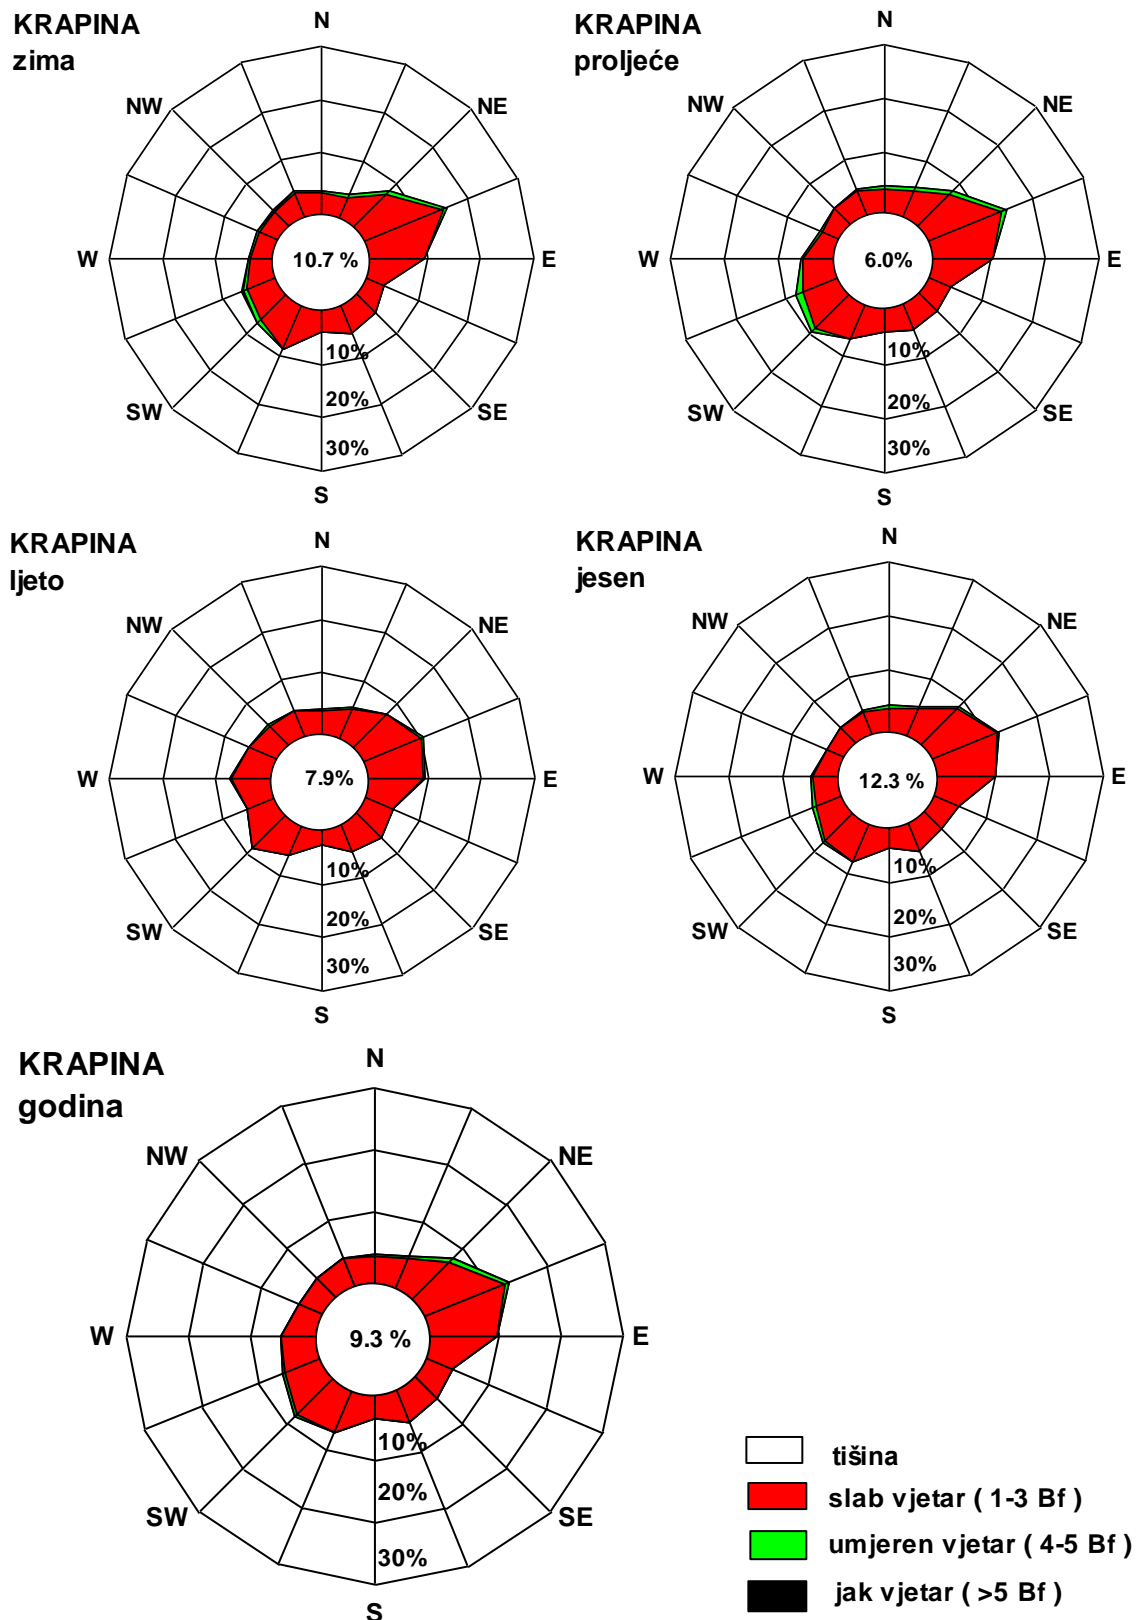 KRAPINA
zima
N
NW
NE
W
10.7 %
E
10%
20%
30%
SW
SE
S
KRAPINA
proljeće
N
NW
NE
W
6.0%
E
10%
20%
30%
SW
SE
S
KRAPINA
ljeto
N
NW
NE
W
7.9%
E
10%
20%
30%
SW
SE
S
KRAPINA
jesen
N
NW
NE
W
12.3 %
E
10%
20%
30%
SW
SE
S
KRAPINA
godina
N
NW
NE
W
9.3 %
E
10%
20%
30%
SW
SE
S
tišina
slab vjetar ( 1-3 Bf )
umjeren vjetar ( 4-5 Bf )
jak vjetar ( >5 Bf )